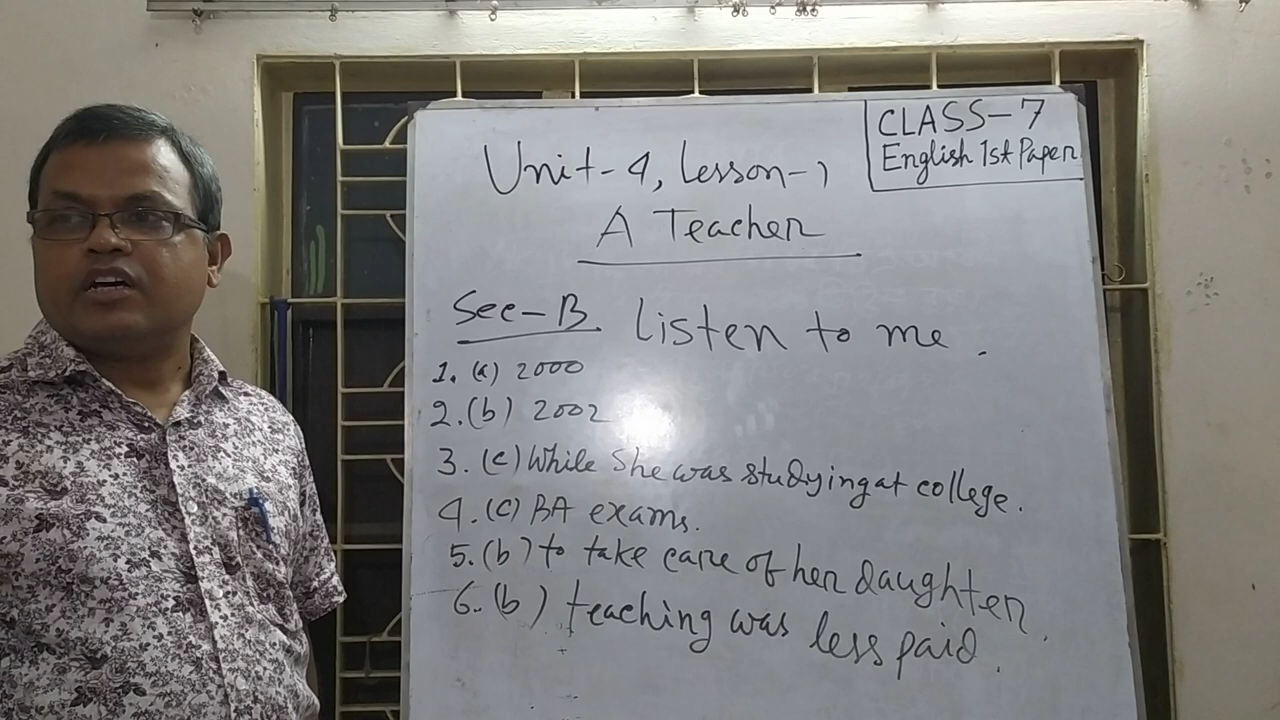 CLASS-7
English 1st Paper
Unit-4, Lesson-1
A Teacher
Sec-B Listen to me.
1. (a) 2000
2. (b) 2002
3. (c) While She was studying at college.
4. (c) BA exams.
5. (b) to take care of her daughter.
6. (b) teaching was less paid.